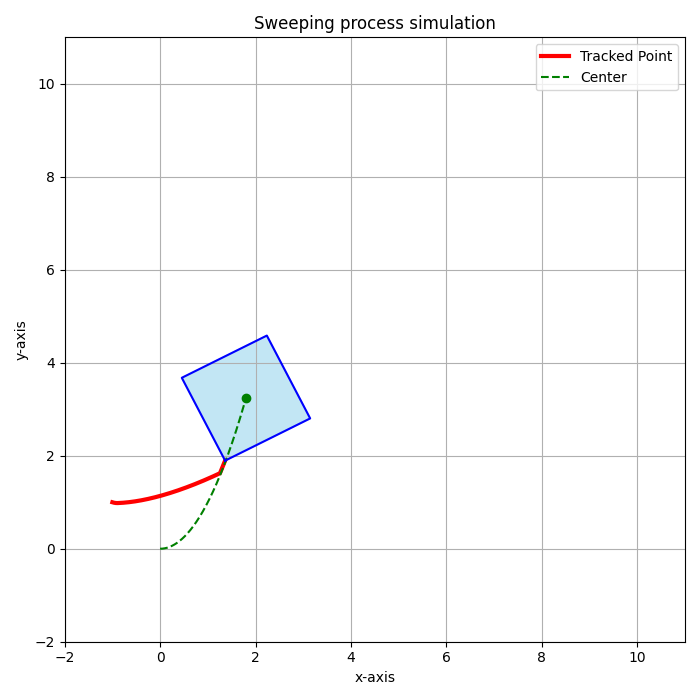 Sweeping process simulation
Tracked Point
Center
10
8
6
4
2
0
−2
y-axis
−2
0
2
4
6
8
10
x-axis